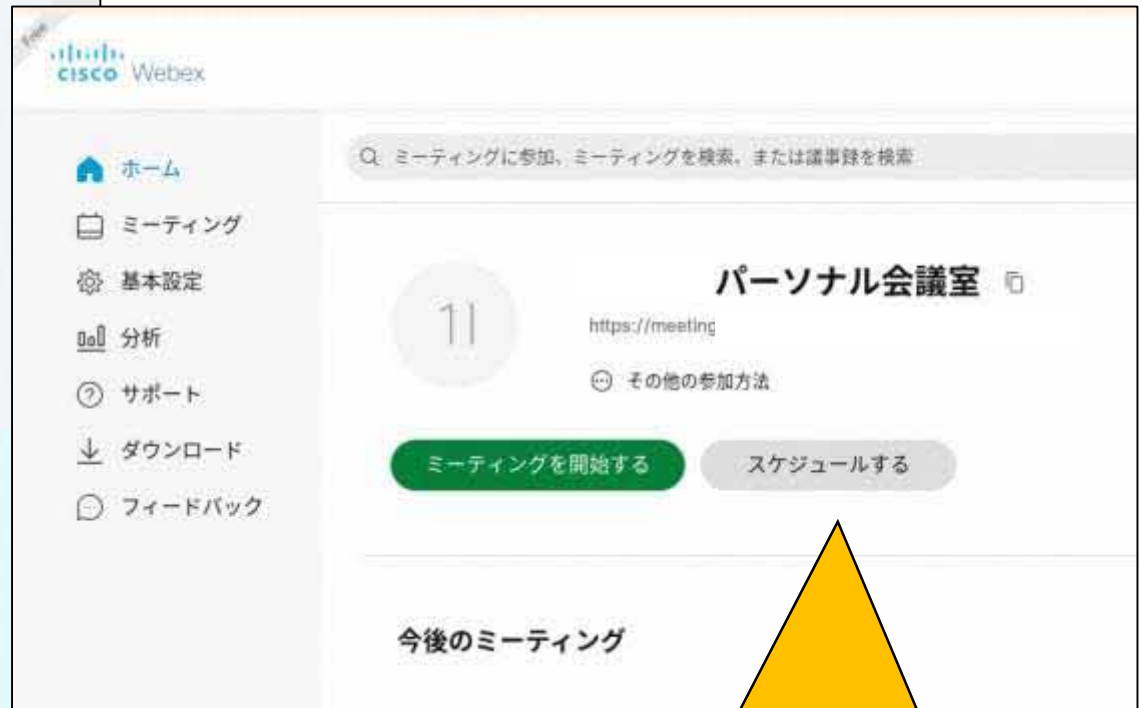 Free
CISCO Webex
ミーティングに参加、ミーティングを検索、または議事録を検索
ホーム
ミーティング
基本設定
分析
サポート
ダウンロード
フィードバック
11
パーソナル会議室
https://meeting
その他の参加方法
ミーティングを開始する
スケジュールする
今後のミーティング